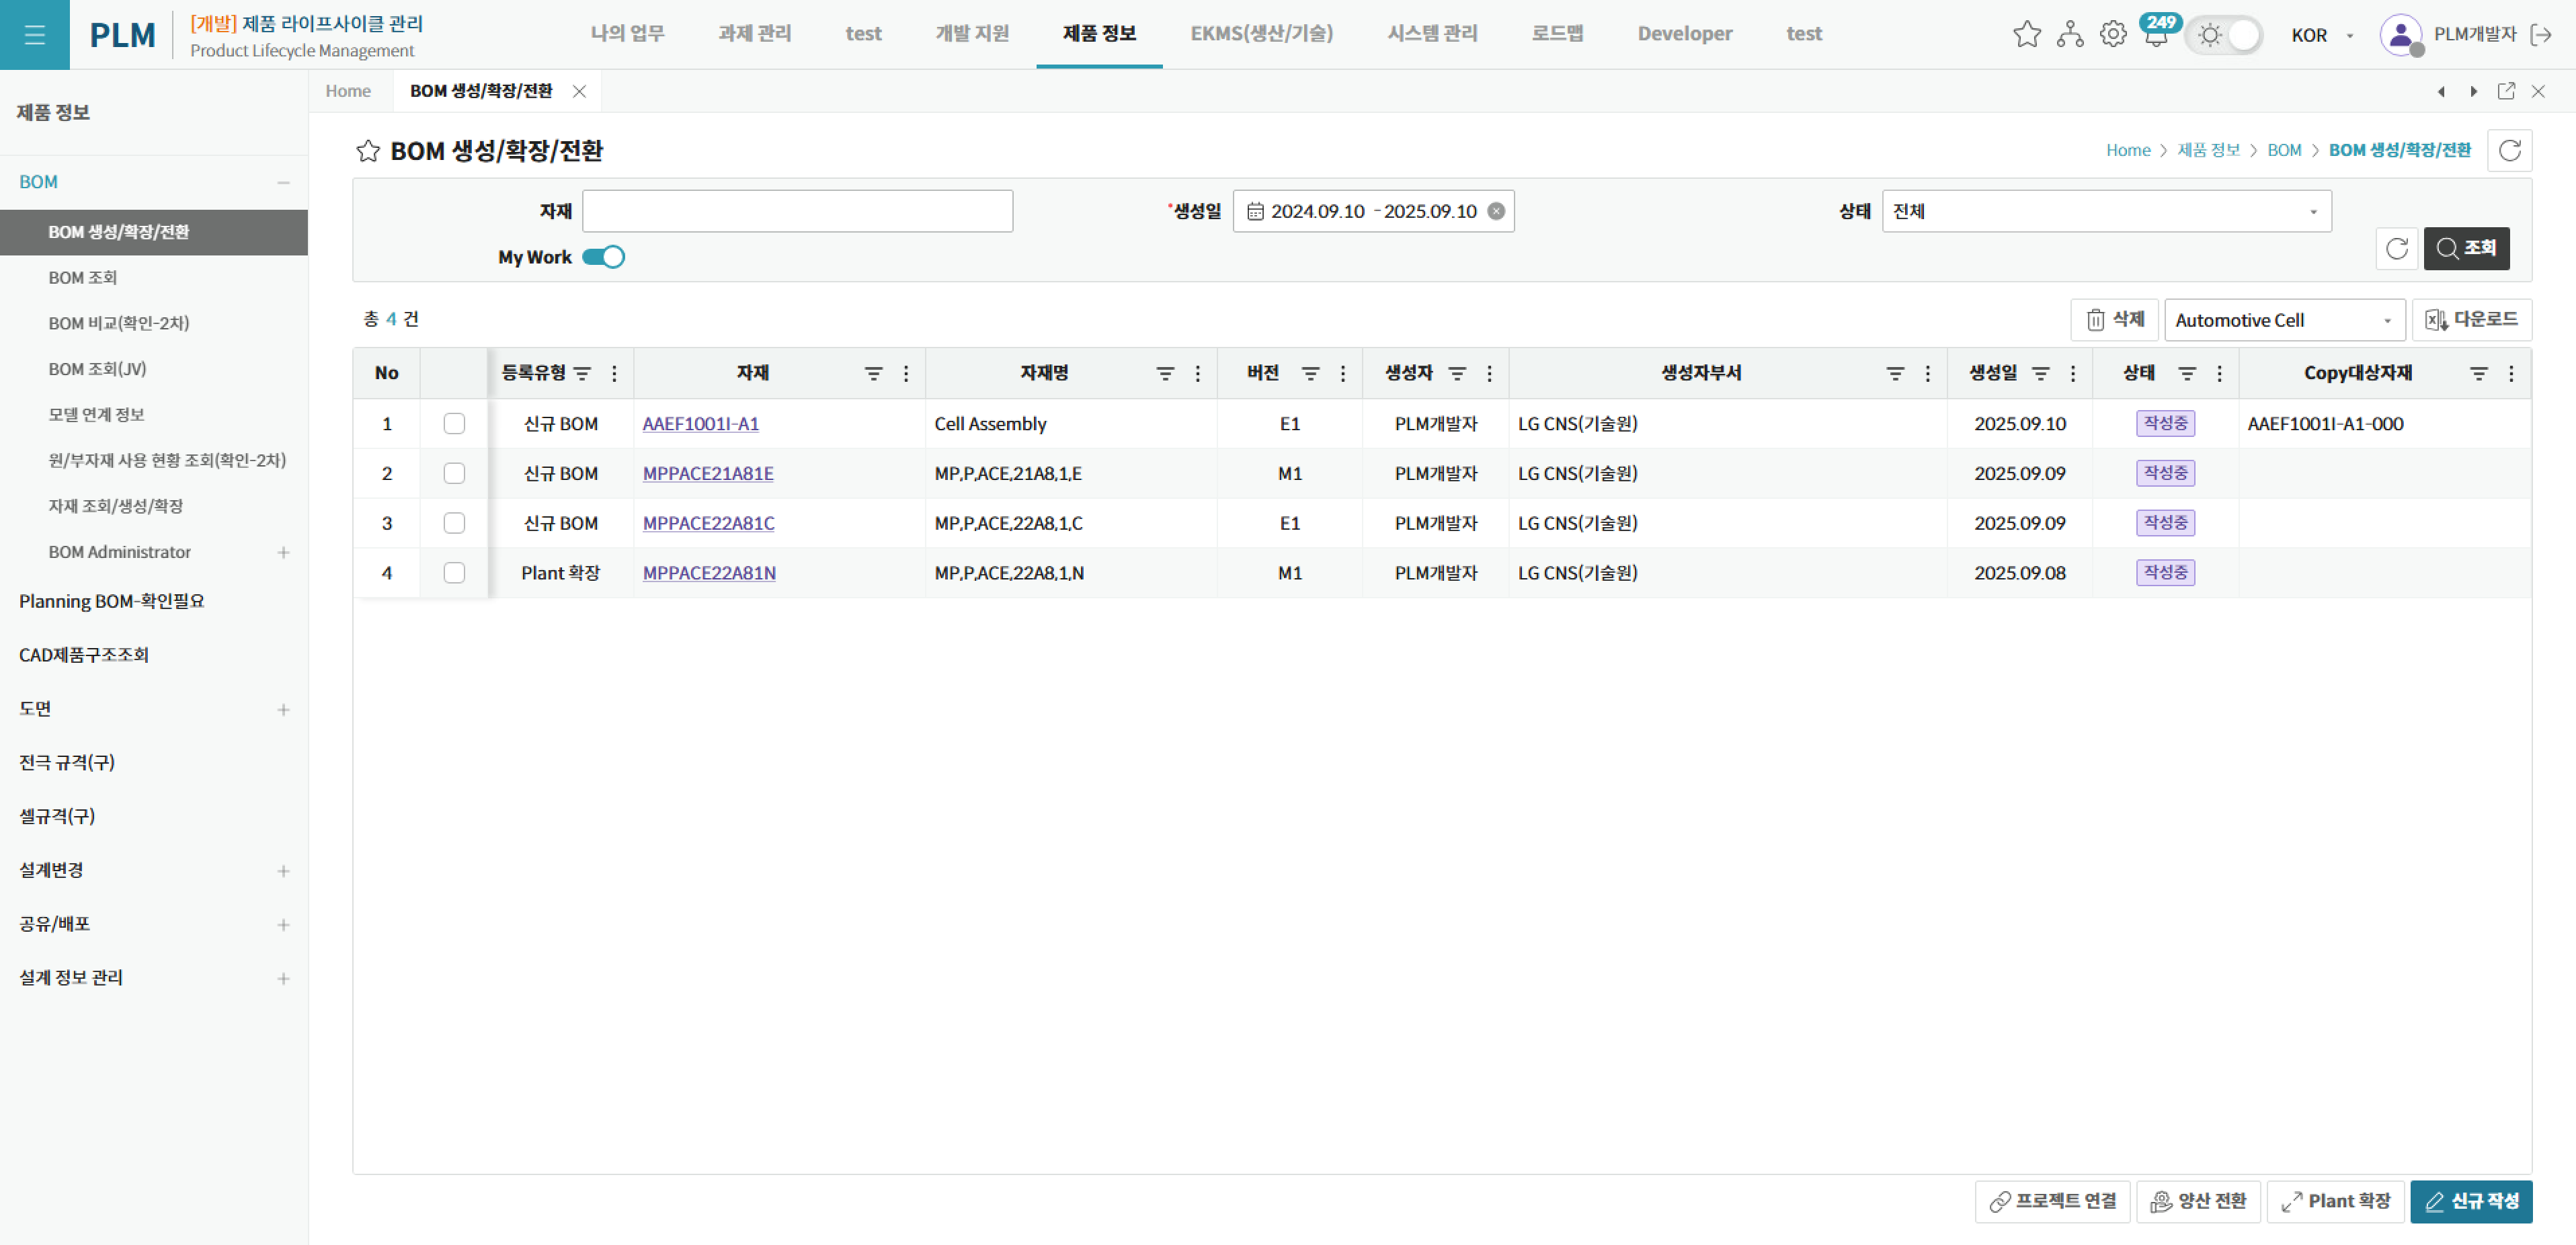 PLM
[개발] 제품 라이프사이클 관리
Product Lifecycle Management
나의 업무 과제 관리 test 개발 지원 제품 정보 EKMS(생산/기술) 시스템 관리 로드맵 Developer test
249
KOR
PLM개발자
제품 정보
BOM
BOM 생성/확장/전환
BOM 조회
BOM 비교(확인-2차)
BOM 조회(JV)
모델 연계 정보
원/부자재 사용 현황 조회(확인-2차)
자재 조회/생성/확장
BOM Administrator
Planning BOM-확인필요
CAD제품구조조회
도면
전극 규격(구)
셀규격(구)
설계변경
공유/배포
설계 정보 관리
Home BOM 생성/확장/전환
BOM 생성/확장/전환
Home > 제품 정보 > BOM > BOM 생성/확장/전환
자재 *생성일 2024.09.10 - 2025.09.10 상태 전체
My Work 조회
총 4 건 삭제 Automotive Cell 다운로드
No 등록유형 자재 자재명 버전 생성자 생성자부서 생성일 상태 Copy대상자재
1 신규 BOM AAEF1001I-A1 Cell Assembly E1 PLM개발자 LG CNS(기술원) 2025.09.10 작성중 AAEF1001I-A1-000
2 신규 BOM MPPACE21A81E MP,P,ACE,21A8,1,E M1 PLM개발자 LG CNS(기술원) 2025.09.09 작성중
3 신규 BOM MPPACE22A81C MP,P,ACE,22A8,1,C E1 PLM개발자 LG CNS(기술원) 2025.09.09 작성중
4 Plant 확장 MPPACE22A81N MP,P,ACE,22A8,1,N M1 PLM개발자 LG CNS(기술원) 2025.09.08 작성중
프로젝트 연결 양산 전환 Plant 확장 신규 작성